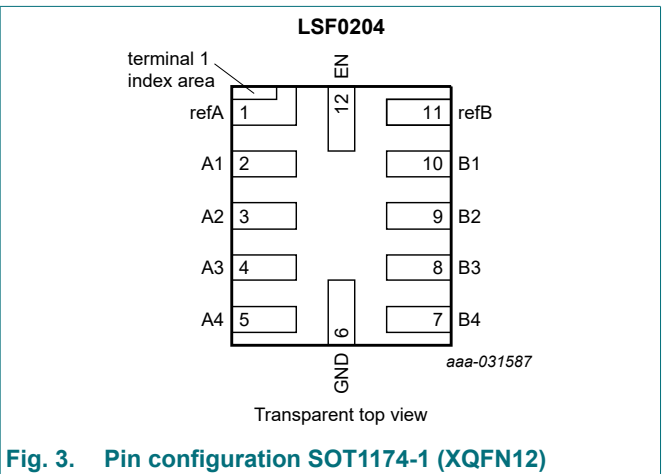 LSF0204
terminal 1
index area
EN
12
refA 1 11 refB
A1 2 10 B1
A2 3 9 B2
A3 4 8 B3
A4 5 7 B4
6
GND
aaa-031587
Transparent top view
Fig. 3. Pin configuration SOT1174-1 (XQFN12)